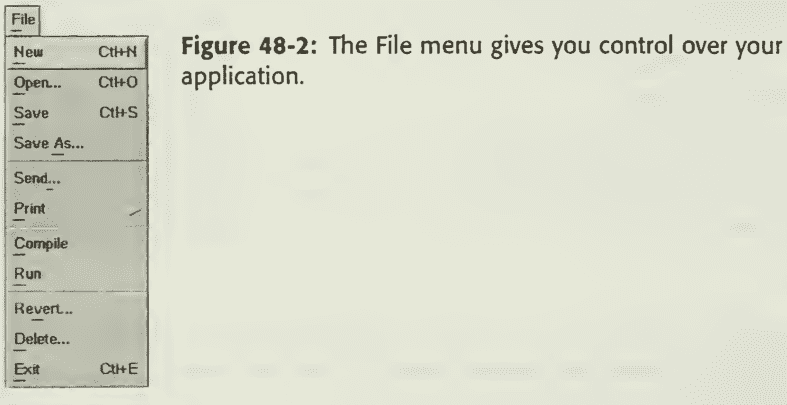 File
New Ctl+N
Open... Ctl+O
Save Ctl+S
Save As...
Send...
Print
Compile
Run
Revert...
Delete...
Exit Ctl+E
Figure 48-2: The File menu gives you control over your
application.